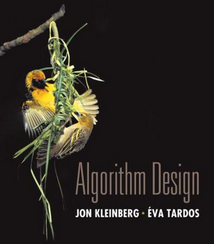 Algorithm Design
JON KLEINBERG • ÉVA TARDOS